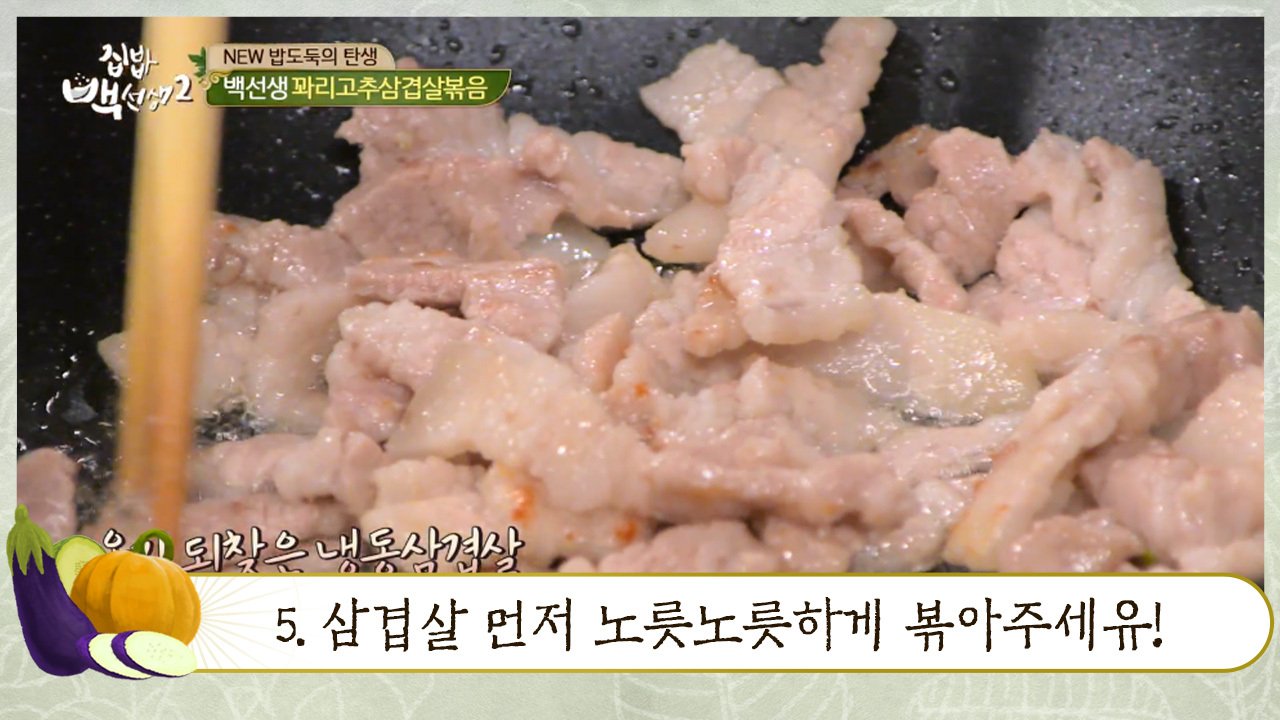 집밥
백선생2
NEW 밥도둑의 탄생
백선생 꽈리고추삼겹살볶음
되찾은 냉동삼겹살
5. 삼겹살 먼저 노릇노릇하게 볶아주세유!